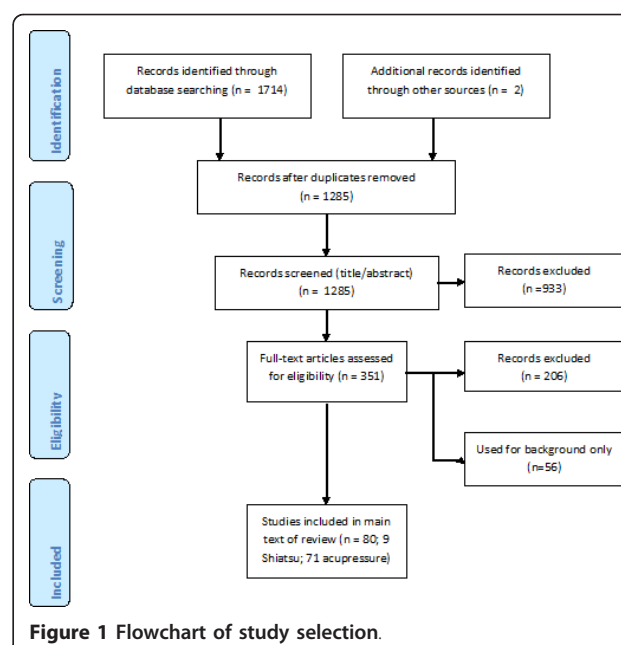 Identification
Records identified through
database searching (n = 1714)
Additional records identified
through other sources (n = 2)
Records after duplicates removed
(n = 1285)
Screening
Records screened (title/abstract)
(n = 1285)
Records excluded
(n =933)
Eligibility
Full-text articles assessed
for eligibility (n = 351)
Records excluded
(n = 206)
Used for background only
(n=56)
Included
Studies included in main
text of review (n = 80; 9
Shiatsu; 71 acupressure)
Figure 1 Flowchart of study selection.